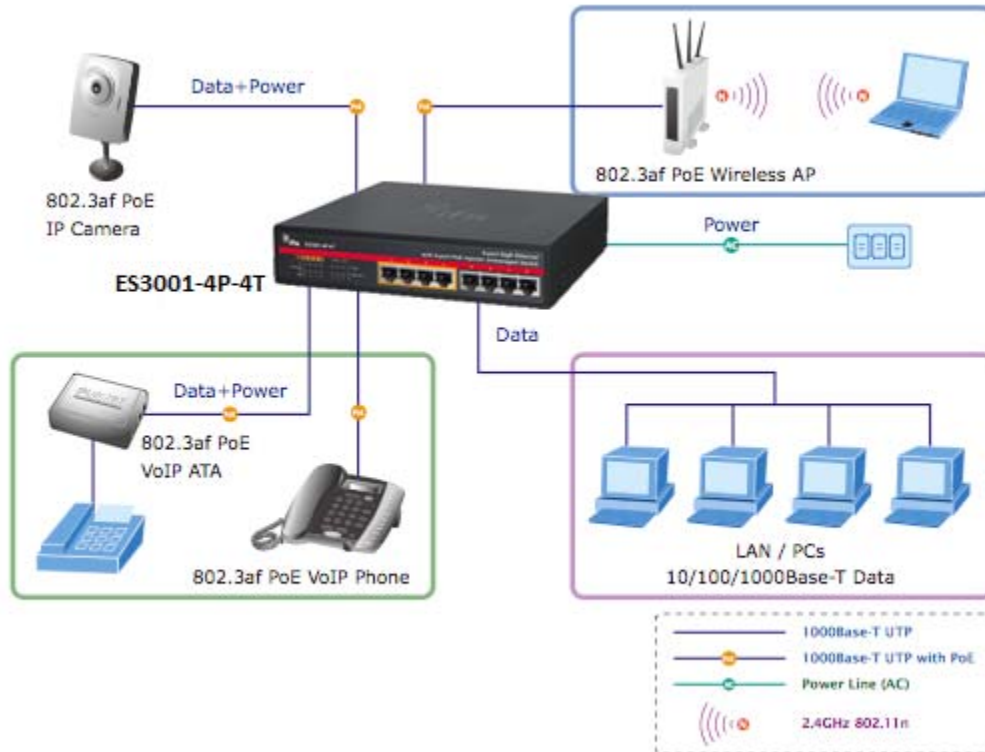 Data+Power
802.3af PoE
IP Camera
802.3af PoE Wireless AP
Power
AC
ES3001-4P-4T
Data
Data+Power
802.3af PoE
VoIP ATA
802.3af PoE VoIP Phone
LAN / PCs
10/100/1000Base-T Data
1000Base-T UTP
1000Base-T UTP with PoE
Power Line (AC)
2.4GHz 802.11n